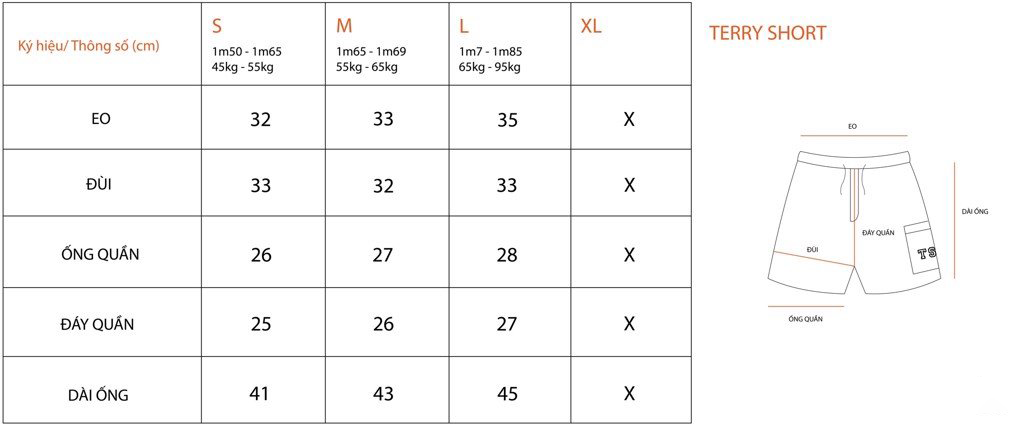 Ký hiệu/ Thông số (cm)
S
1m50 - 1m65
45kg - 55kg
M
1m65 - 1m69
55kg - 65kg
L
1m7 - 1m85
65kg - 95kg
XL
EO 32 33 35 X
ĐÙI 33 32 33 X
ỐNG QUẦN 26 27 28 X
ĐÁY QUẦN 25 26 27 X
DÀI ỐNG 41 43 45 X
TERRY SHORT
EO
DÀI ỐNG
ĐÁY QUẦN
ĐÙI
TS
ỐNG QUẦN